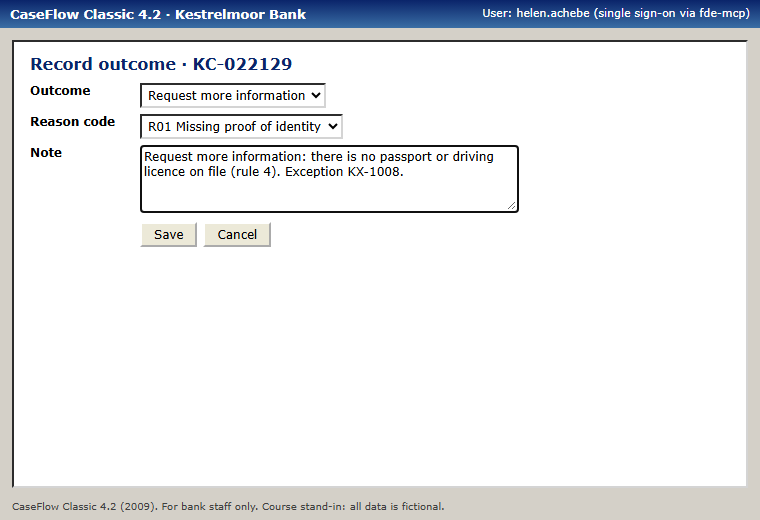 CaseFlow Classic 4.2 · Kestrelmoor Bank
User: helen.achebe (single sign-on via fde-mcp)
Record outcome · KC-022129
Outcome
Request more information
Reason code
R01 Missing proof of identity
Note
Request more information: there is no passport or driving
licence on file (rule 4). Exception KX-1008.
Save
Cancel
CaseFlow Classic 4.2 (2009). For bank staff only. Course stand-in: all data is fictional.